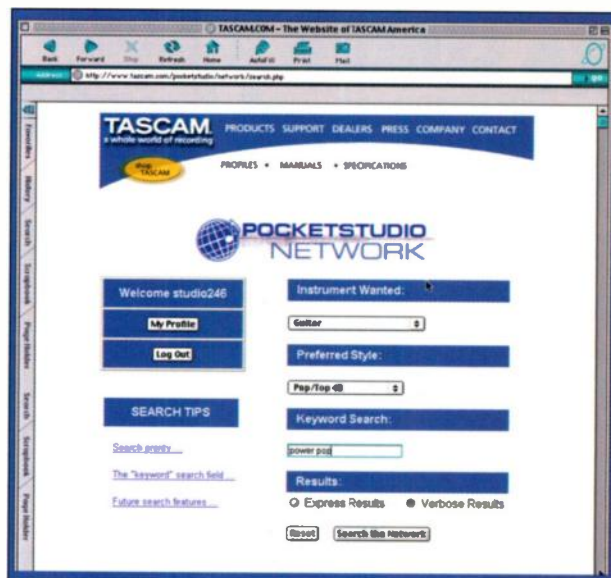 TASCAM.COM – The Website of TASCAM America
Back Forward Stop Refresh Home AutoFill Print Mail
http://www.tascam.com/pocketstudio/network/search.php
go
TASCAM
a whole world of recording
PRODUCTS SUPPORT DEALERS PRESS COMPANY CONTACT
shop TASCAM
PROFILES • MANUALS • SPECIFICATIONS
POCKETSTUDIO
NETWORK
Favorites
History
Search
Scrapbook
Page Holder
Search
Scrapbook
Page Holder
Welcome studio246
My Profile
Log Out
SEARCH TIPS
The "keyword" search field ...
Future search features ...
Instrument Wanted:
Guitar
Preferred Style:
Pop/Top 40
Keyword Search:
power pop
Results:
Express Results Verbose Results
Reset Search the Network